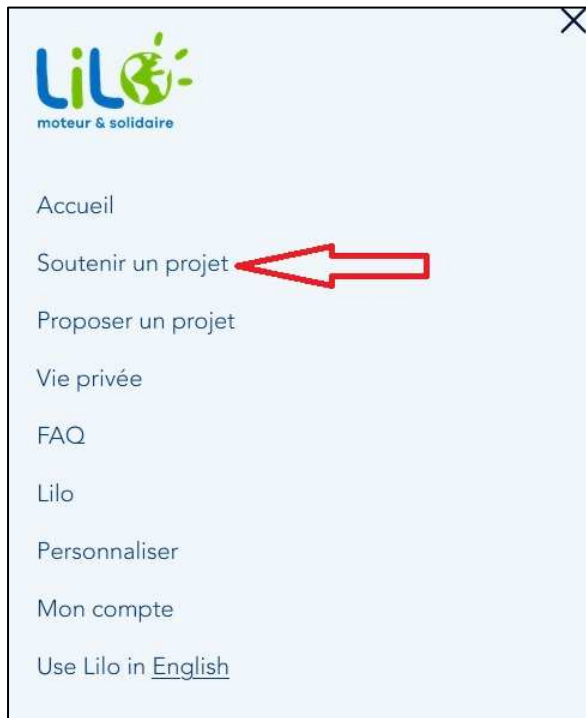 LiLO
moteur & solidaire
Accueil
Soutenir un projet
Proposer un projet
Vie privée
FAQ
Lilo
Personnaliser
Mon compte
Use Lilo in English